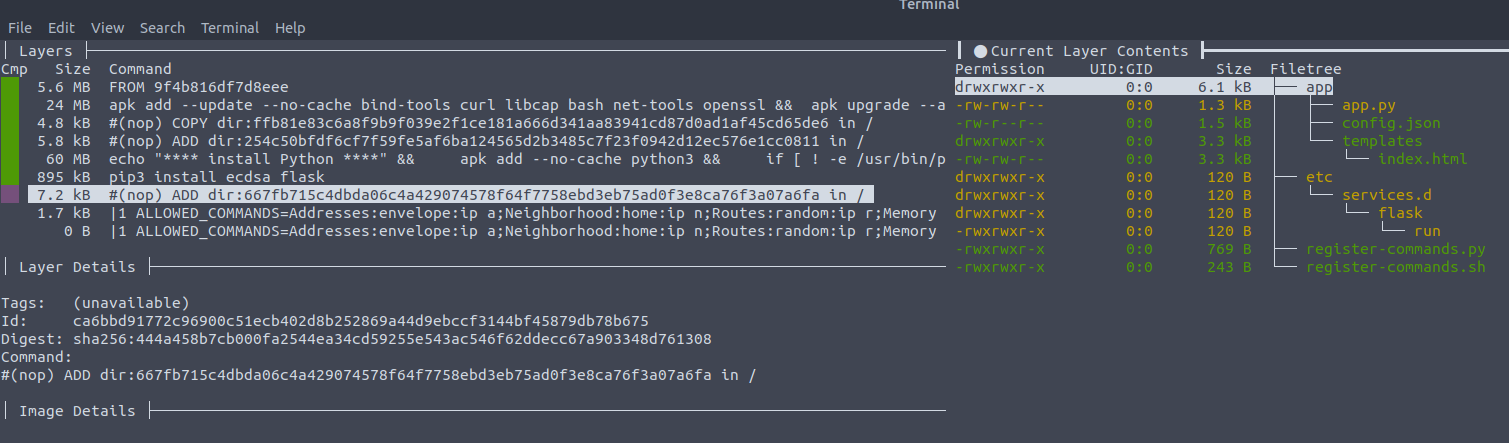 Terminal
File Edit View Search Terminal Help
Layers
Cmp Size Command
5.6 MB FROM 9f4b816df7d8eee
24 MB apk add --update --no-cache bind-tools curl libcap bash net-tools openssl && apk upgrade --a
4.8 kB #(nop) COPY dir:ffb81e83c6a8f9b9f039e2f1ce181a666d341aa83941cd87d0ad1af45cd65de6 in /
5.8 kB #(nop) ADD dir:254c50bfdf6cf7f59fe5af6ba124565d2b3485c7f23f0942d12ec576e1cc0811 in /
60 MB echo "**** install Python ****" && apk add --no-cache python3 && if [ ! -e /usr/bin/p
895 kB pip3 install ecdsa flask
7.2 kB #(nop) ADD dir:667fb715c4dbda06c4a429074578f64f7758ebd3eb75ad0f3e8ca76f3a07a6fa in /
1.7 kB |1 ALLOWED_COMMANDS=Addresses:envelope:ip a;Neighborhood:home:ip n;Routes:random:ip r;Memory
0 B |1 ALLOWED_COMMANDS=Addresses:envelope:ip a;Neighborhood:home:ip n;Routes:random:ip r;Memory
Layer Details
Tags: (unavailable)
Id: ca6bbd91772c96900c51ecb402d8b252869a44d9ebccf3144bf45879db78b675
Digest: sha256:444a458b7cb000fa2544ea34cd59255e543ac546f62ddecc67a903348d761308
Command:
#(nop) ADD dir:667fb715c4dbda06c4a429074578f64f7758ebd3eb75ad0f3e8ca76f3a07a6fa in /
Image Details
●Current Layer Contents
Permission UID:GID Size Filetree
drwxrwxr-x 0:0 6.1 kB app
-rw-rw-r-- 0:0 1.3 kB app.py
-rw-r--r-- 0:0 1.5 kB config.json
drwxrwxr-x 0:0 3.3 kB templates
-rw-rw-r-- 0:0 3.3 kB index.html
drwxrwxr-x 0:0 120 B etc
drwxrwxr-x 0:0 120 B services.d
drwxrwxr-x 0:0 120 B flask
-rwxrwxr-x 0:0 120 B run
-rwxrwxr-x 0:0 769 B register-commands.py
-rwxrwxr-x 0:0 243 B register-commands.sh